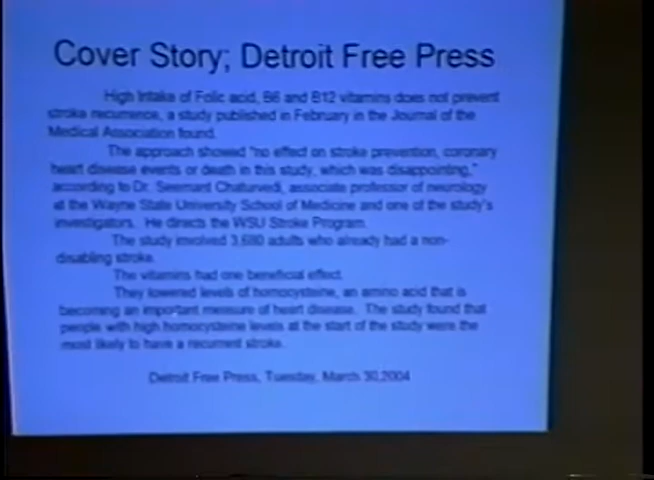 Cover Story; Detroit Free Press
High Intake of Folic acid, B6 and B12 vitamins does not prevent
stroke recurrence, a study published in February in the Journal of the
Medical Association found.
The approach showed "no effect on stroke prevention, coronary
heart disease events or death in this study, which was disappointing,"
according to Dr. Seemant Chaturvedi, associate professor of neurology
at the Wayne State University School of Medicine and one of the study's
investigators. He directs the WSU Stroke Program.
The study involved 3,680 adults who already had a non-
disabling stroke.
The vitamins had one beneficial effect.
They lowered levels of homocysteine, an amino acid that is
becoming an important measure of heart disease. The study found that
people with high homocysteine levels at the start of the study were the
most likely to have a recurrent stroke.
Detroit Free Press, Tuesday, March 30,2004